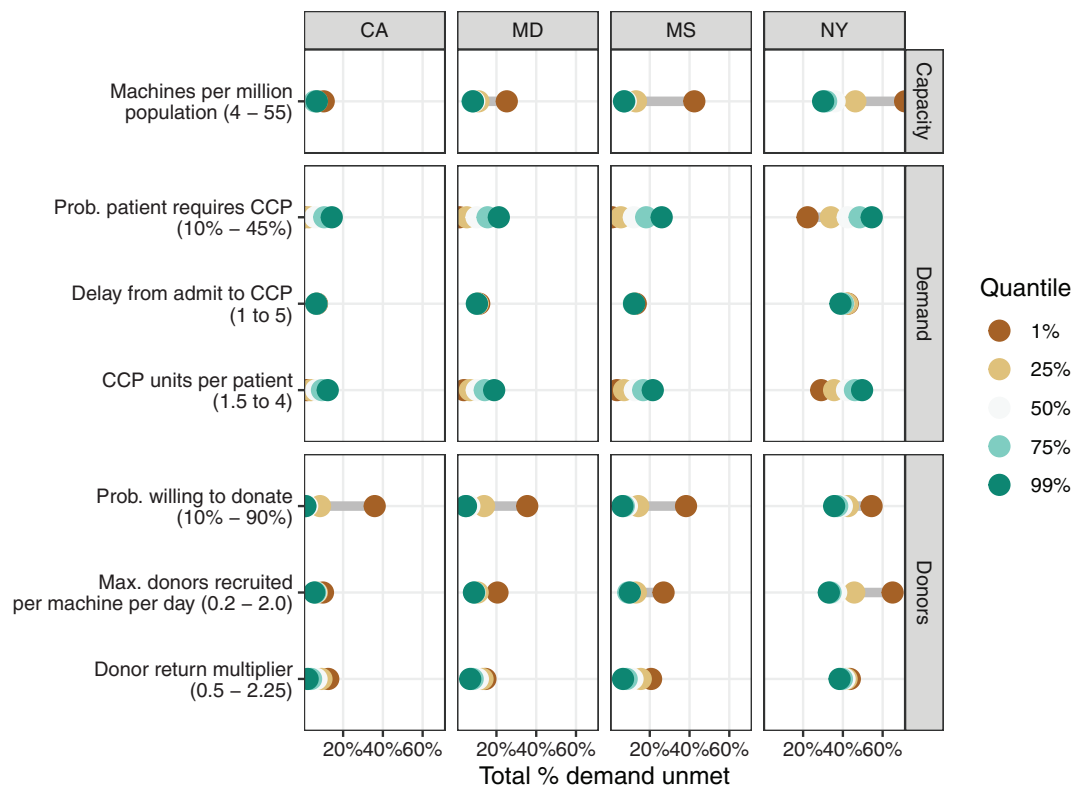 CA
MD
MS
NY
Machines per million
population (4 − 55)
Capacity
Prob. patient requires CCP
(10% − 45%)
Delay from admit to CCP
(1 to 5)
CCP units per patient
(1.5 to 4)
Demand
Prob. willing to donate
(10% − 90%)
Max. donors recruited
per machine per day (0.2 − 2.0)
Donor return multiplier
(0.5 − 2.25)
Donors
20%40%60%
20%40%60%
20%40%60%
20%40%60%
Total % demand unmet
Quantile
1%
25%
50%
75%
99%